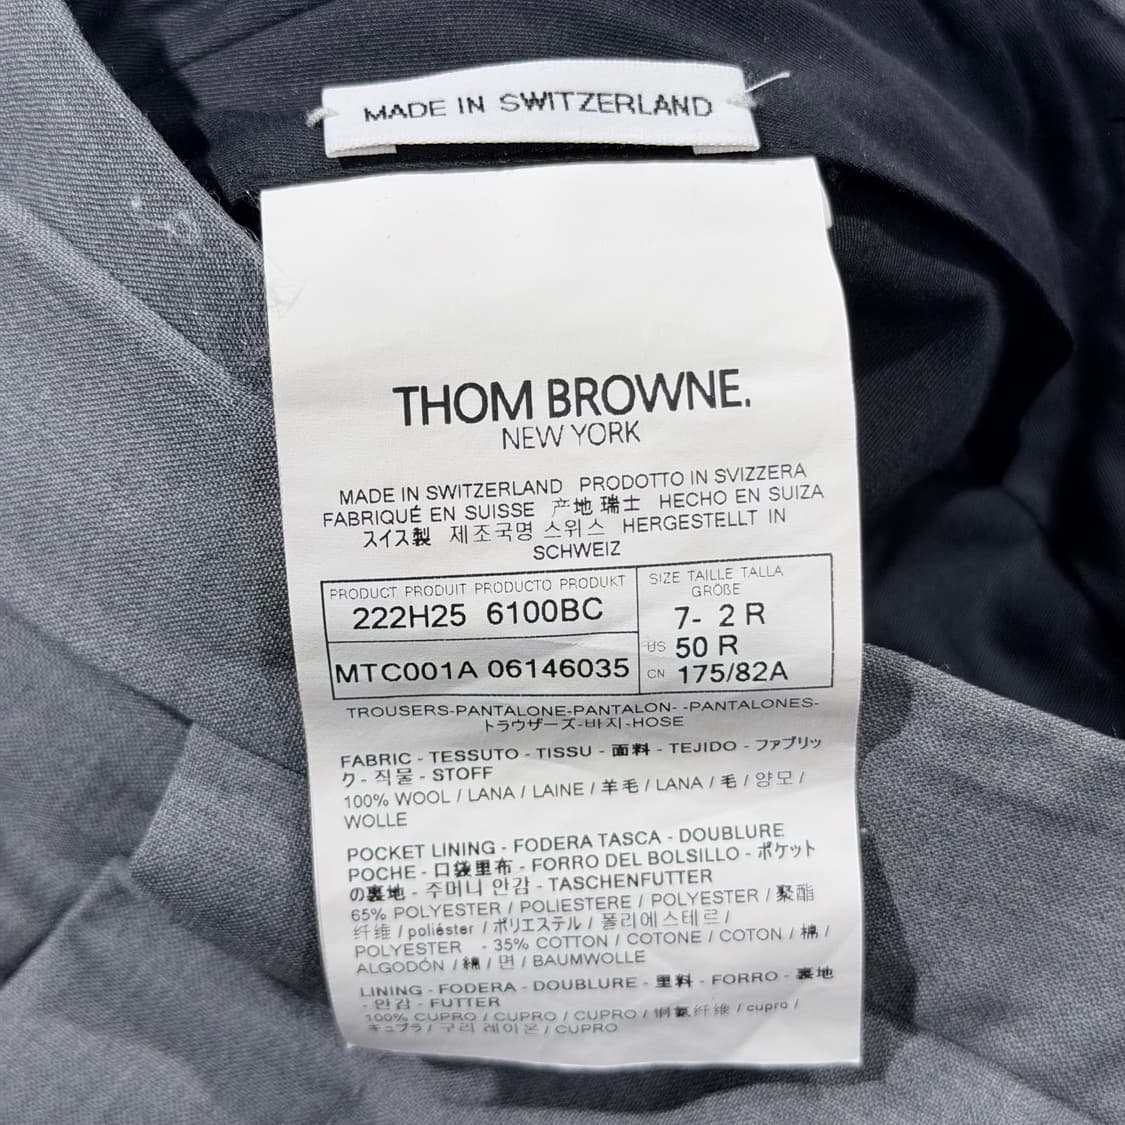 MADE IN SWITZERLAND
THOM BROWNE.
NEW YORK
MADE IN SWITZERLAND PRODOTTO IN SVIZZERA
FABRIQUÉ EN SUISSE 产地 瑞士 HECHO EN SUIZA
スイス製 제조국명 스위스 HERGESTELLT IN
SCHWEIZ
PRODUCT PRODUIT PRODUCTO PRODUKT
222H25 6100BC
MTC001A 06146035
SIZE TAILLE TALLA
GRÖßE
7- 2 R
US 50 R
CN 175/82A
TROUSERS-PANTALONE-PANTALON- -PANTALONES-
トラウザーズ-바지-HOSE
FABRIC - TESSUTO - TISSU - 面料 - TEJIDO - ファブリッ
ク - 직물 - STOFF
100% WOOL / LANA / LAINE / 羊毛 / LANA / 毛 / 양모 /
WOLLE
POCKET LINING - FODERA TASCA - DOUBLURE
POCHE - 口袋里布 - FORRO DEL BOLSILLO - ポケット
の裏地 - 주머니 안감 - TASCHENFUTTER
65% POLYESTER / POLIESTERE / POLYESTER / 聚酯
纤维 / poliéster / ポリエステル / 폴리에스테르 /
POLYESTER - 35% COTTON / COTONE / COTON / 棉 /
ALGODÓN / 綿 / 면 / BAUMWOLLE
LINING - FODERA - DOUBLURE - 里料 - FORRO - 裏地
- 안감 - FUTTER
100% CUPRO / CUPRO / CUPRO / 铜氨纤维 / cupro /
キュプラ / 구리 레이온 / CUPRO